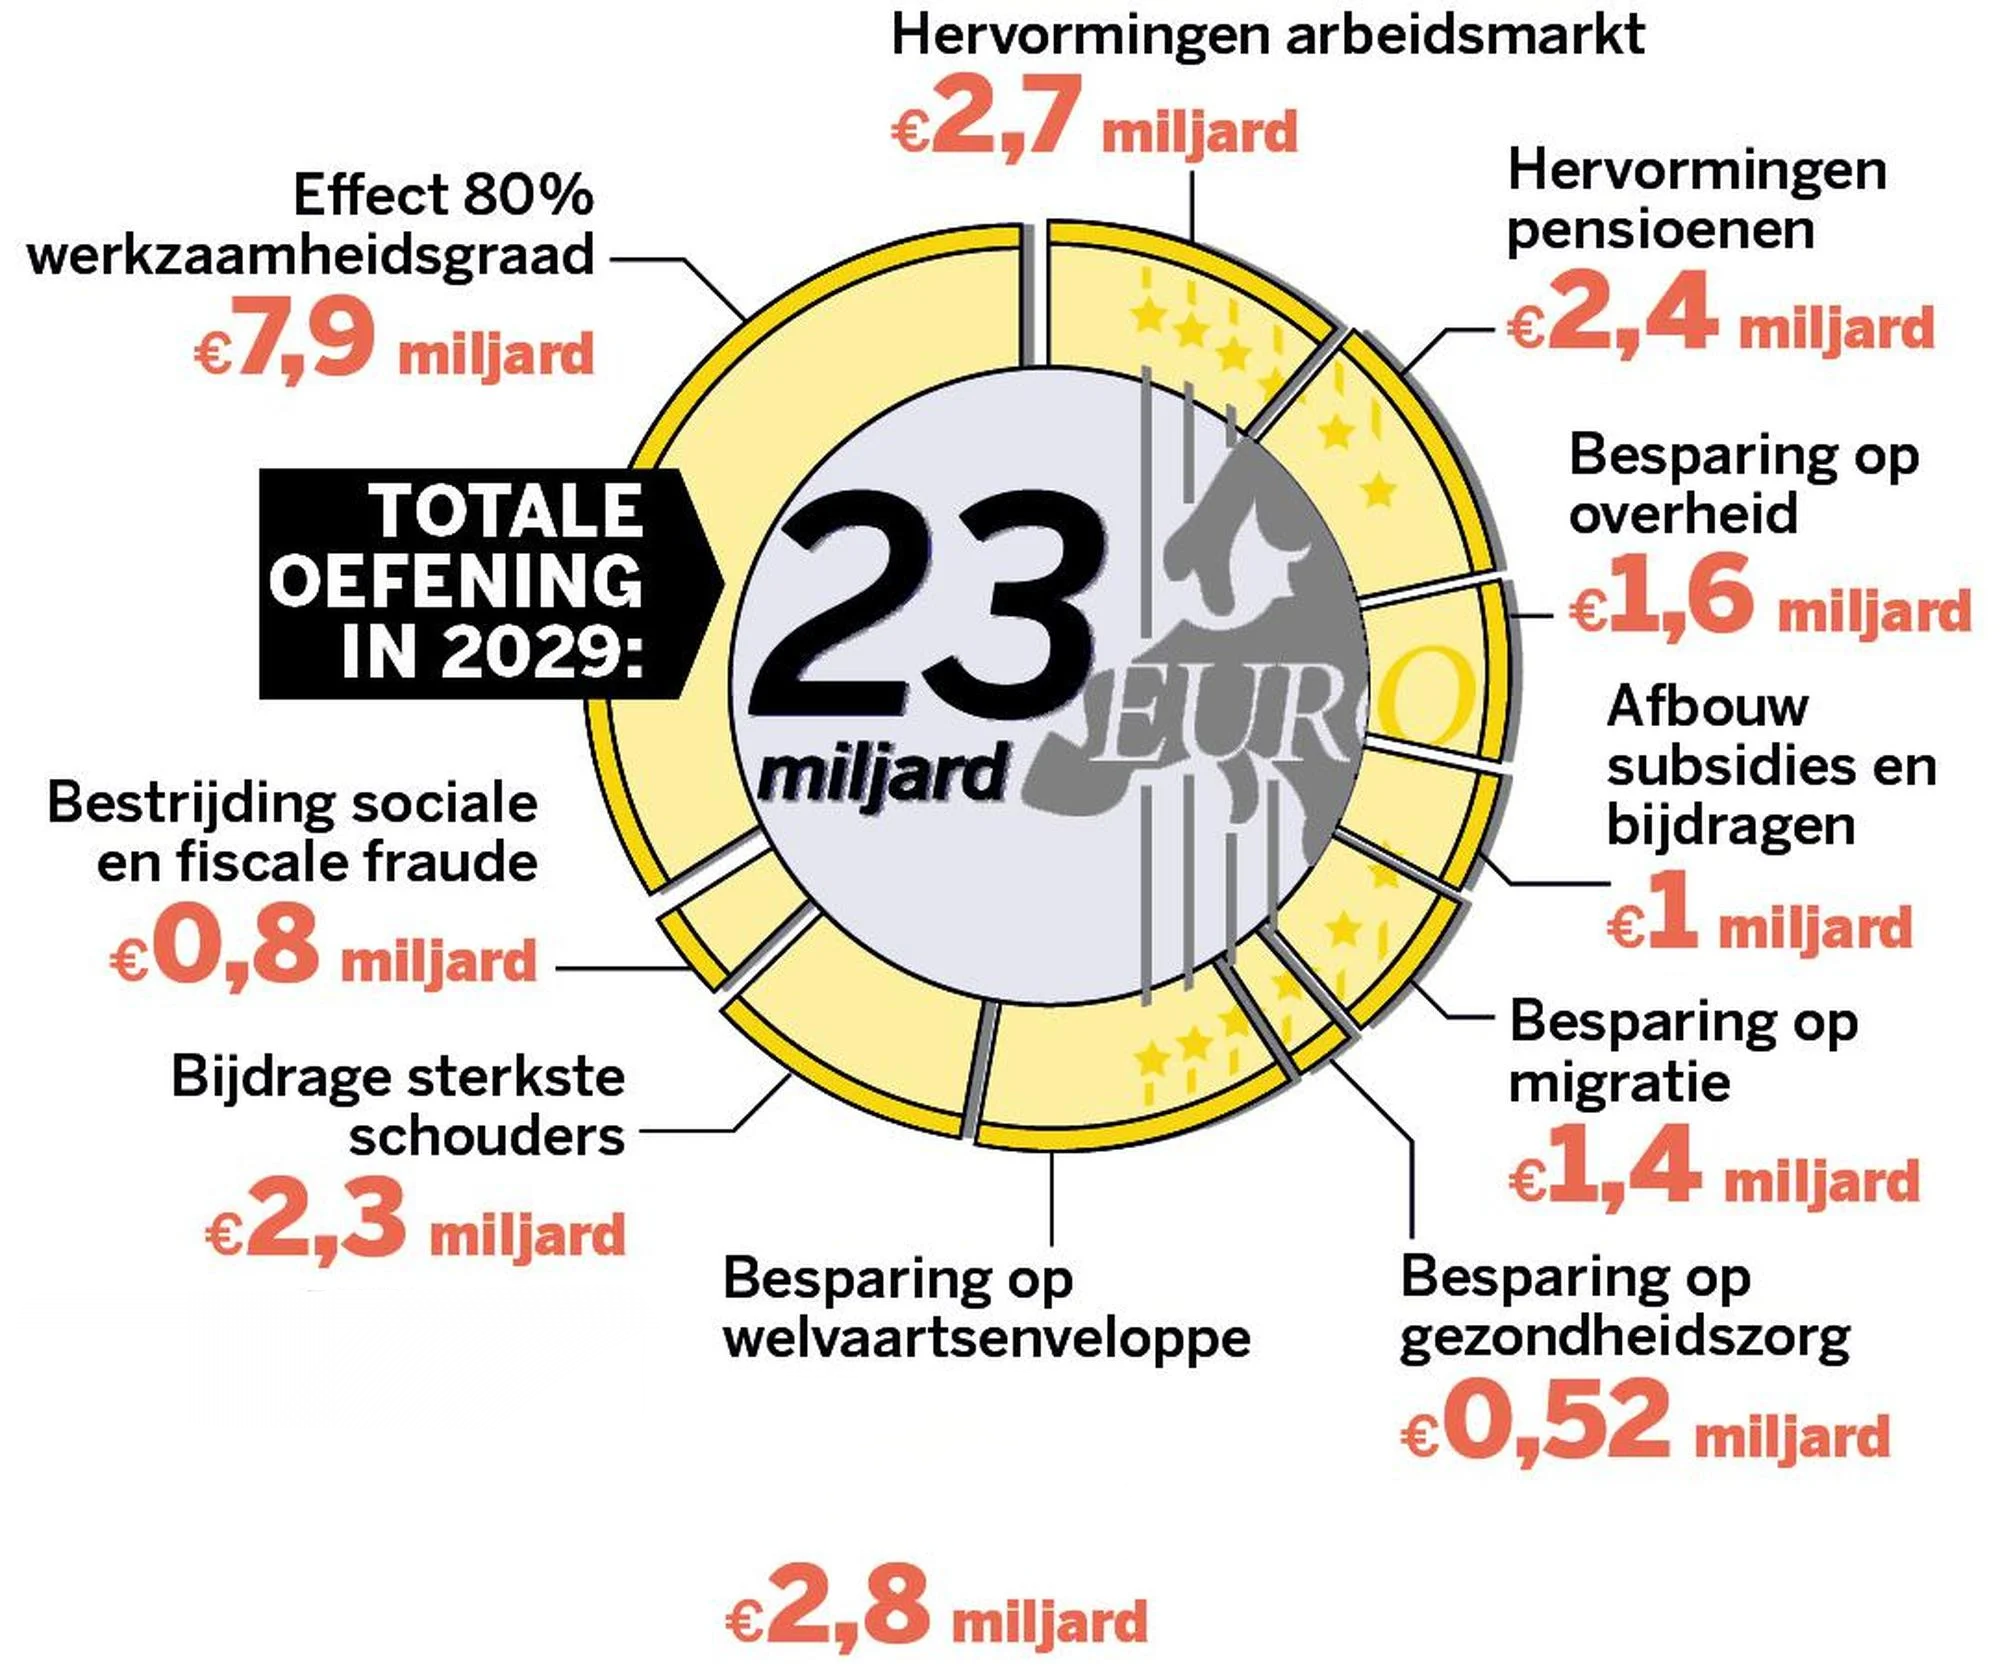 Hervormingen arbeidsmarkt
€2,7 miljard
Hervormingen
pensioenen
€2,4 miljard
Besparing op
overheid
€1,6 miljard
Afbouw
subsidies en
bijdragen
€1 miljard
Besparing op
migratie
€1,4 miljard
Besparing op
gezondheidszorg
€0,52 miljard
Besparing op
welvaartsenveloppe
€2,8 miljard
Bijdrage sterkste
schouders
€2,3 miljard
Bestrijding sociale
en fiscale fraude
€0,8 miljard
Effect 80%
werkzaamheidsgraad
€7,9 miljard
TOTALE
OEFENING
IN 2029:
23
miljard
EURO